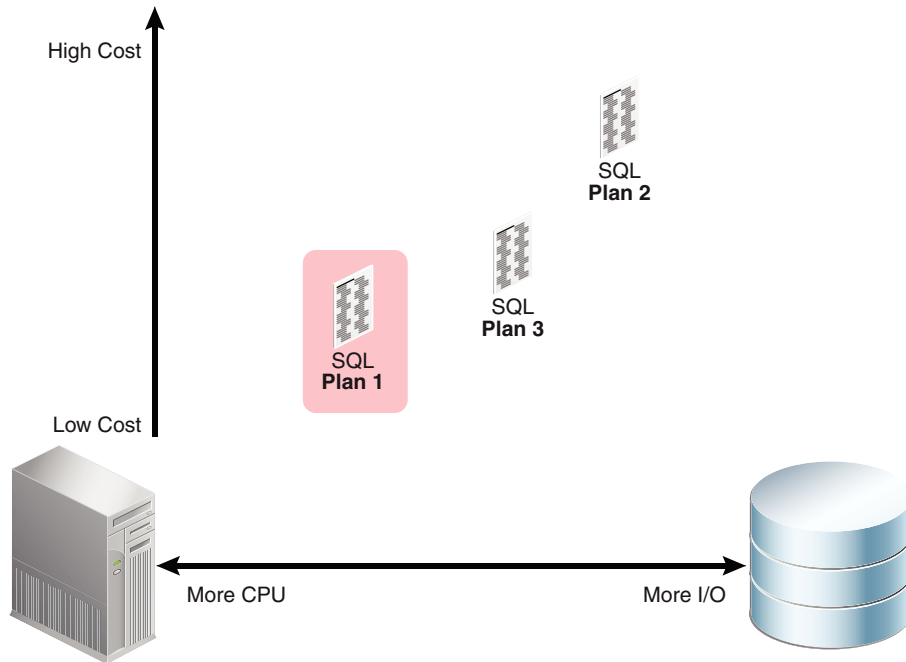 High Cost
SQL
Plan 2
SQL
Plan 3
SQL
Plan 1
Low Cost
More CPU
More I/O